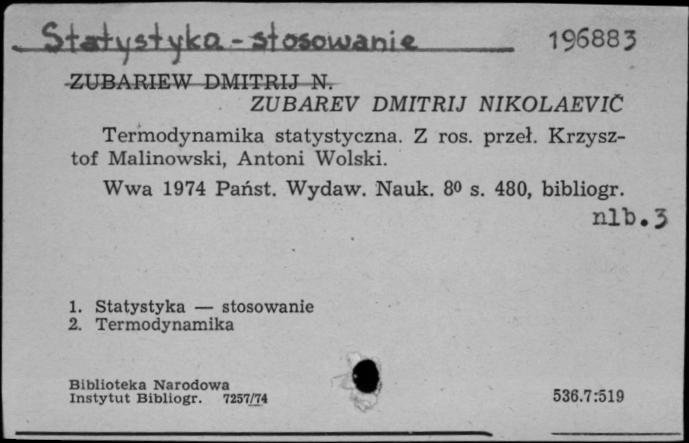 Statystyka - stosowanie 196883
ZUBARIEW DMITRIJ N.
ZUBAREV DMITRIJ NIKOLAEVIČ
Termodynamika statystyczna. Z ros. przeł. Krzysz-
tof Malinowski, Antoni Wolski.
Wwa 1974 Państ. Wydaw. Nauk. 8⁰ s. 480, bibliogr.
nlb. 3
1. Statystyka — stosowanie
2. Termodynamika
Biblioteka Narodowa
Instytut Bibliogr. 7257/74 536.7:519